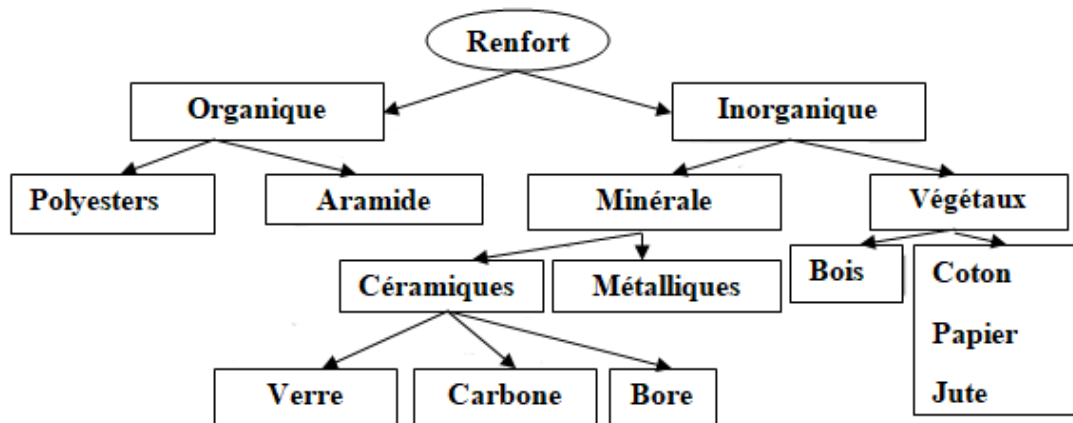 Renfort
Organique
Inorganique
Polyesters
Aramide
Minérale
Végétaux
Céramiques
Métalliques
Bois
Coton
Papier
Jute
Verre
Carbone
Bore